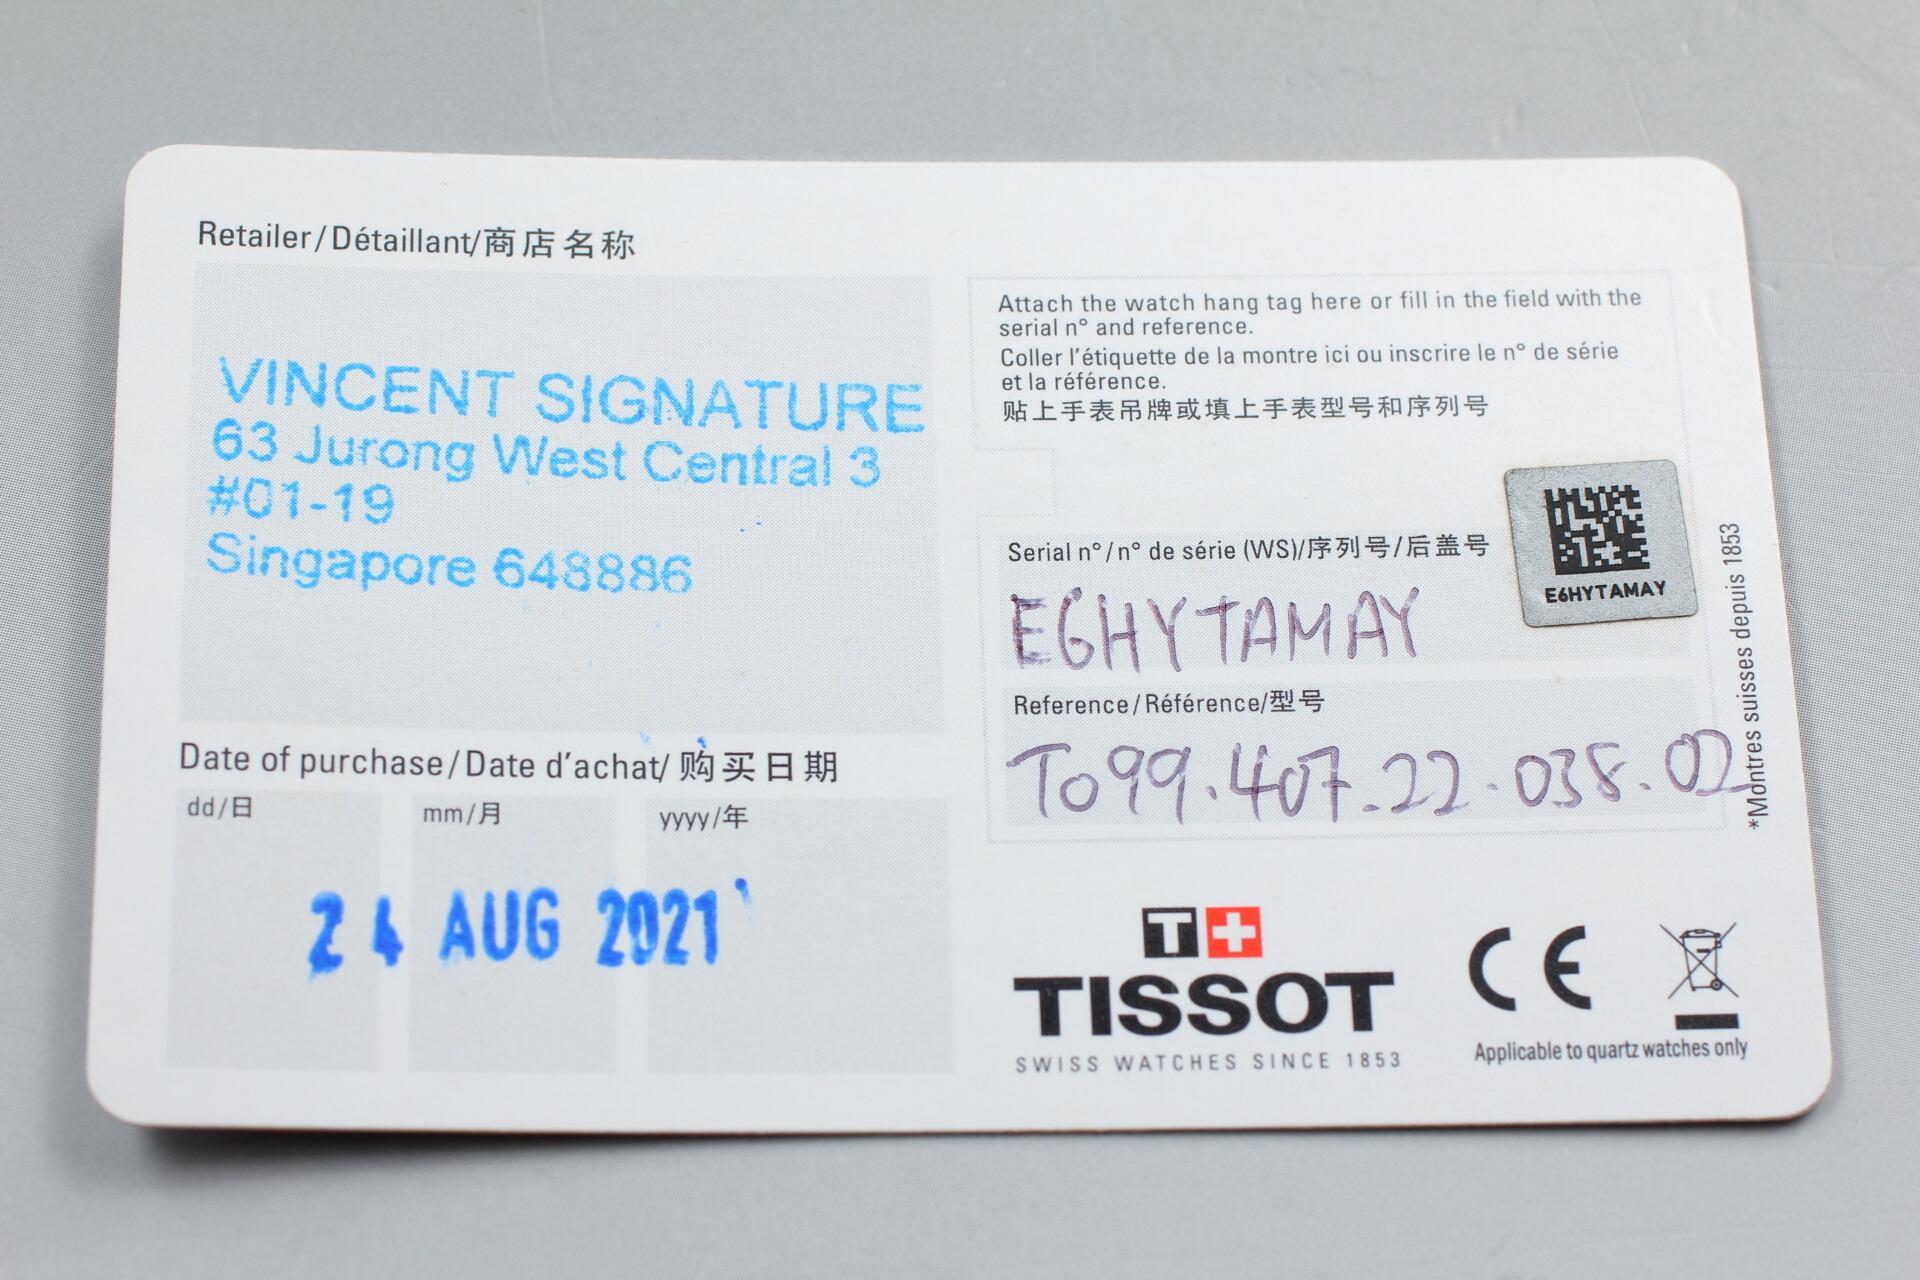 Retailer/Détaillant/商店名称
VINCENT SIGNATURE
63 Jurong West Central 3
#01-19
Singapore 648886
Date of purchase/Date d'achat/购买日期
dd/日
mm/月
yyyy/年
24 AUG 2021
Attach the watch hang tag here or fill in the field with the
serial n° and reference.
Coller l'étiquette de la montre ici ou inscrire le n° de série
et la référence.
贴上手表吊牌或填上手表型号和序列号
Serial n°/n° de série (WS)/序列号/后盖号
E6HYTAMAY
E6HYTAMAY
Reference/Référence/型号
T099.407.22.038.02
*Montres suisses depuis 1853
T+
TISSOT
SWISS WATCHES SINCE 1853
CE
Applicable to quartz watches only